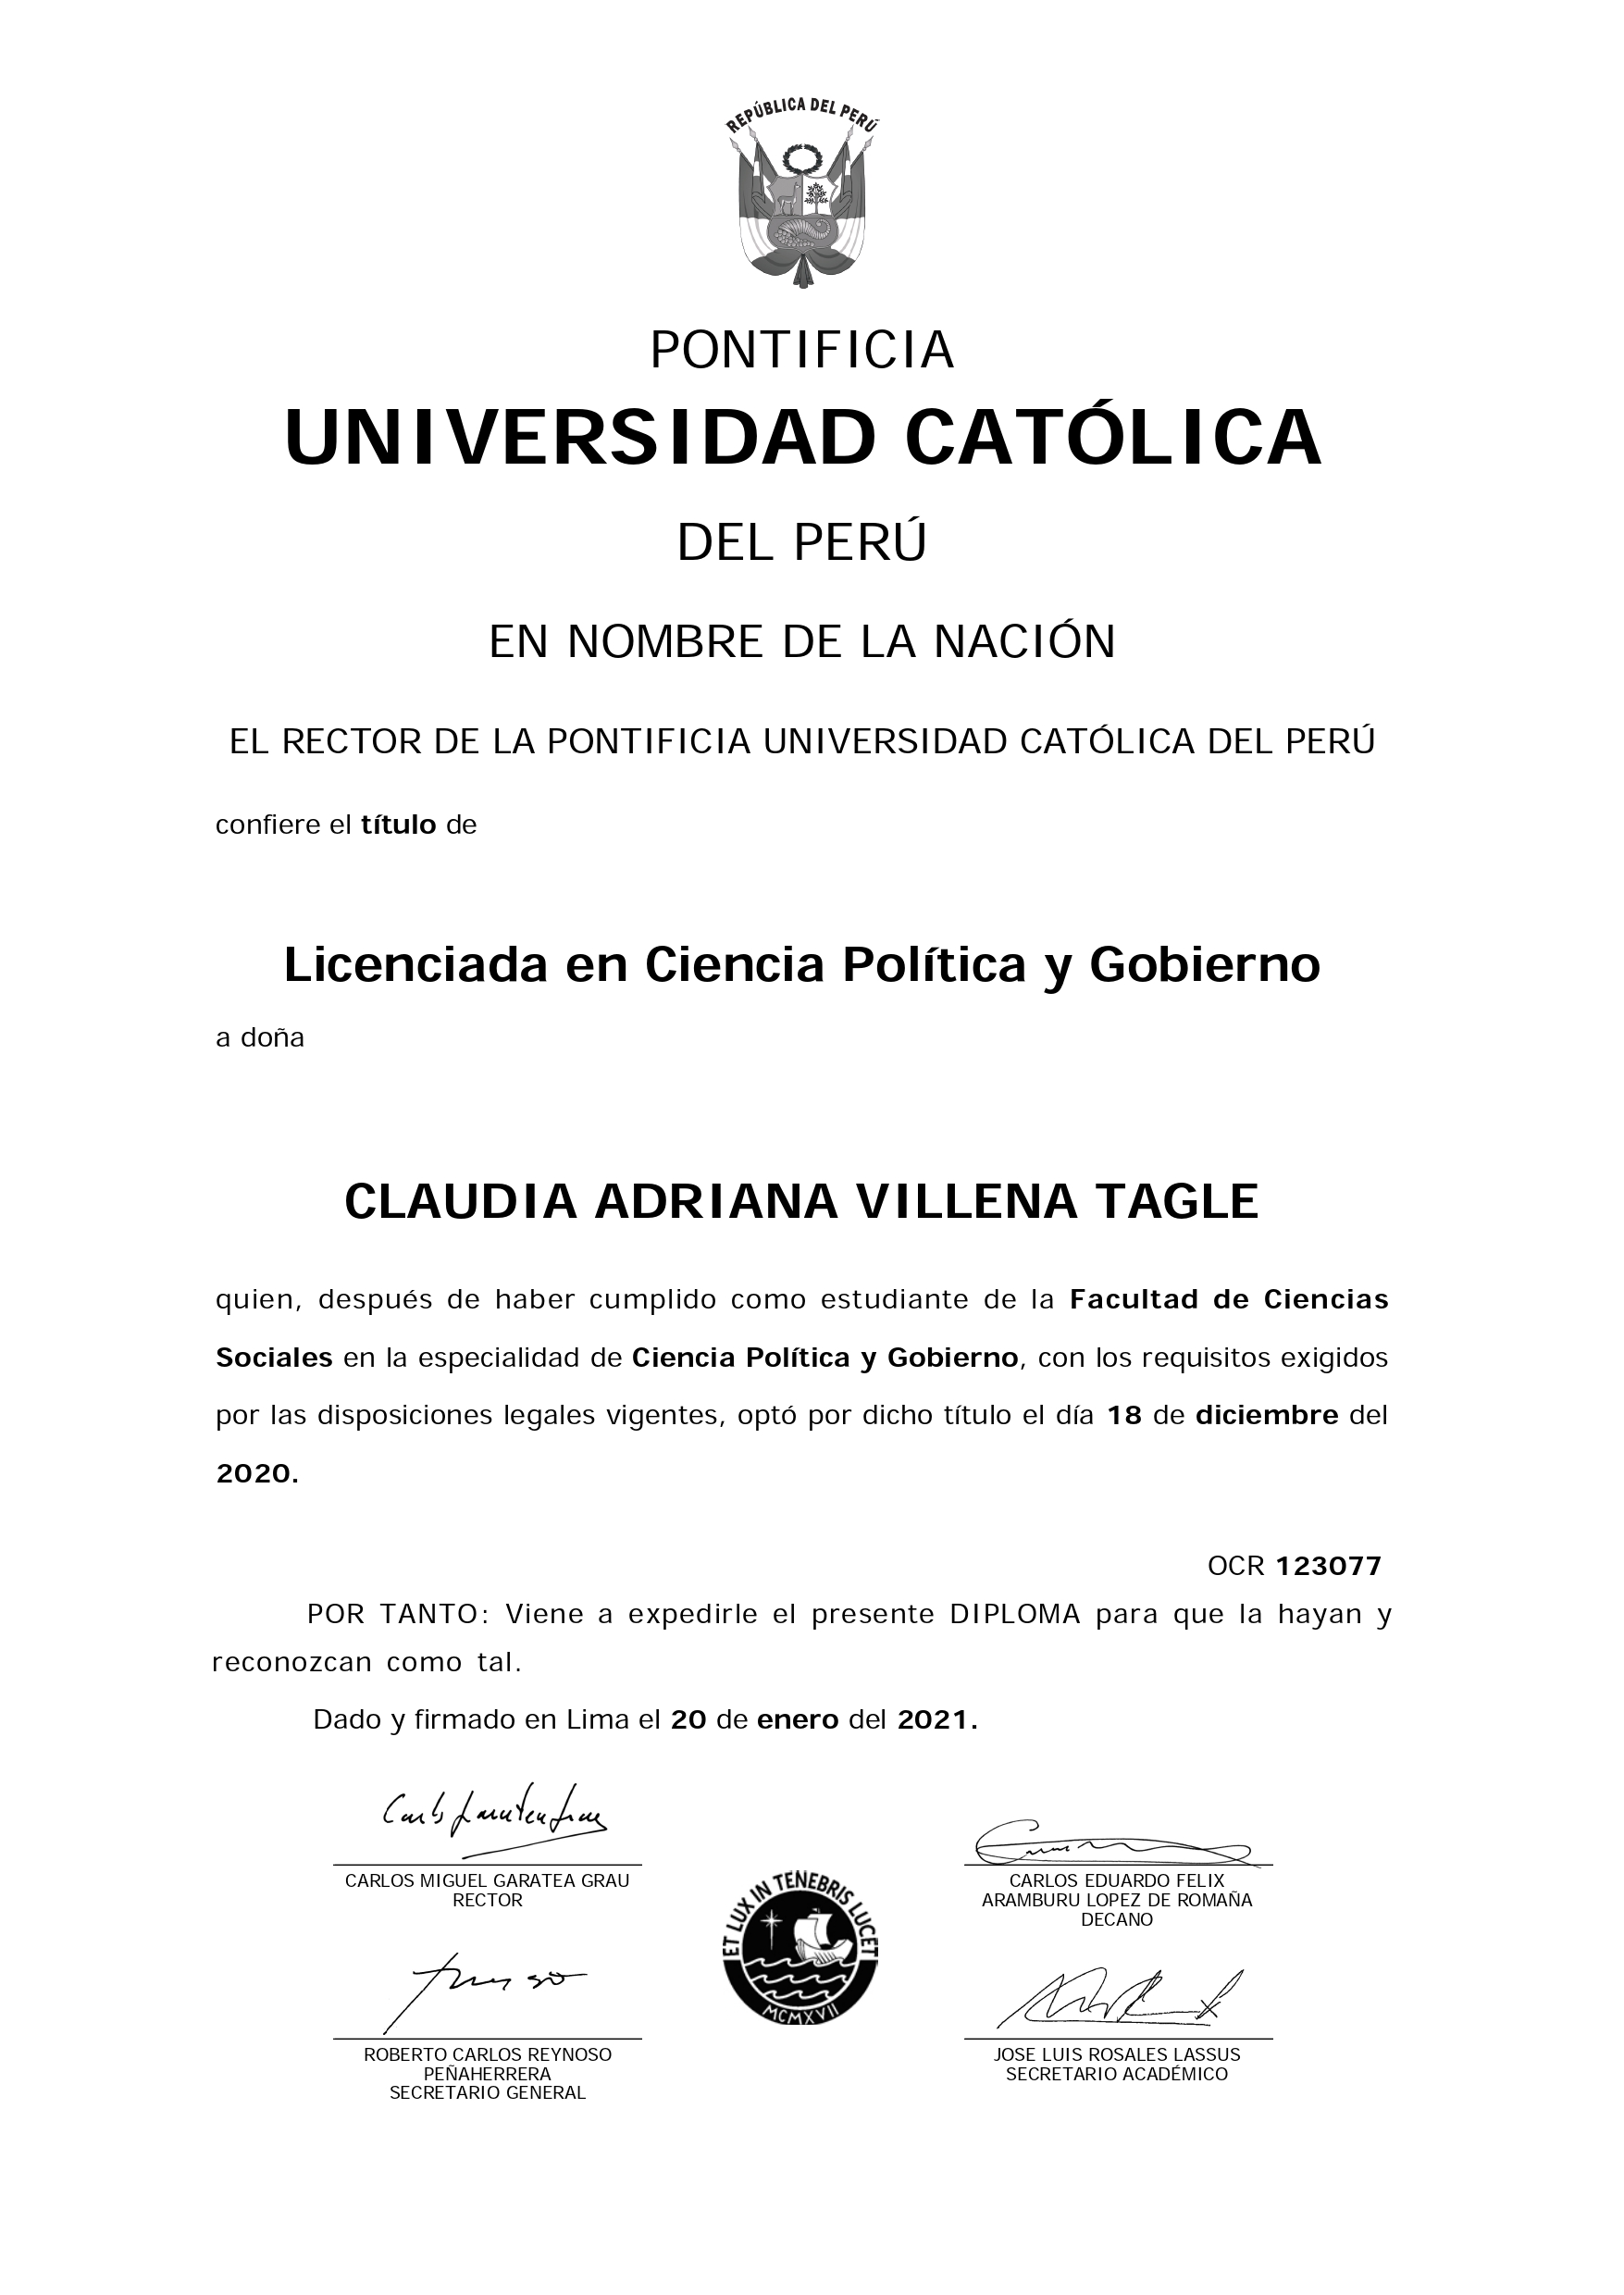 REPÚBLICA DEL PERÚ
PONTIFICIA
UNIVERSIDAD CATÓLICA
DEL PERÚ
EN NOMBRE DE LA NACIÓN
EL RECTOR DE LA PONTIFICIA UNIVERSIDAD CATÓLICA DEL PERÚ
confiere el título de
Licenciada en Ciencia Política y Gobierno
a doña
CLAUDIA ADRIANA VILLENA TAGLE
quien, después de haber cumplido como estudiante de la Facultad de Ciencias
Sociales en la especialidad de Ciencia Política y Gobierno, con los requisitos exigidos
por las disposiciones legales vigentes, optó por dicho título el día 18 de diciembre del
2020.
OCR 123077
POR TANTO: Viene a expedirle el presente DIPLOMA para que la hayan y
reconozcan como tal.
Dado y firmado en Lima el 20 de enero del 2021.
CARLOS MIGUEL GARATEA GRAU
RECTOR
CARLOS EDUARDO FELIX
ARAMBURU LOPEZ DE ROMAÑA
DECANO
ET LUX IN TENEBRIS LUCET
MCMXVII
ROBERTO CARLOS REYNOSO
PEÑAHERRERA
SECRETARIO GENERAL
JOSE LUIS ROSALES LASSUS
SECRETARIO ACADÉMICO